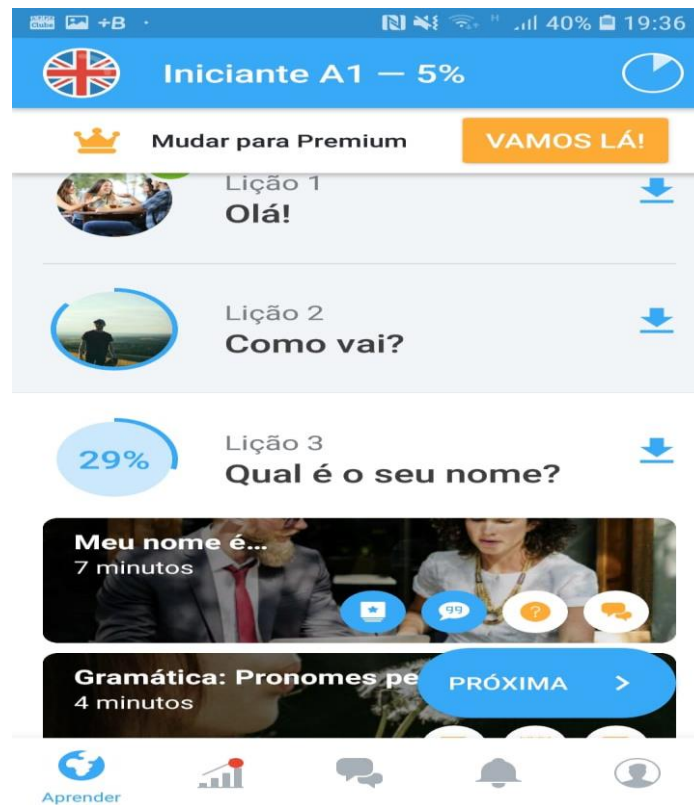 Clube +B 40% 19:36
Iniciante A1 — 5%
Mudar para Premium VAMOS LÁ!
Lição 1
Olá!
Lição 2
Como vai?
29%
Lição 3
Qual é o seu nome?
Meu nome é...
7 minutos
Gramática: Pronomes pe
4 minutos
PRÓXIMA >
Aprender